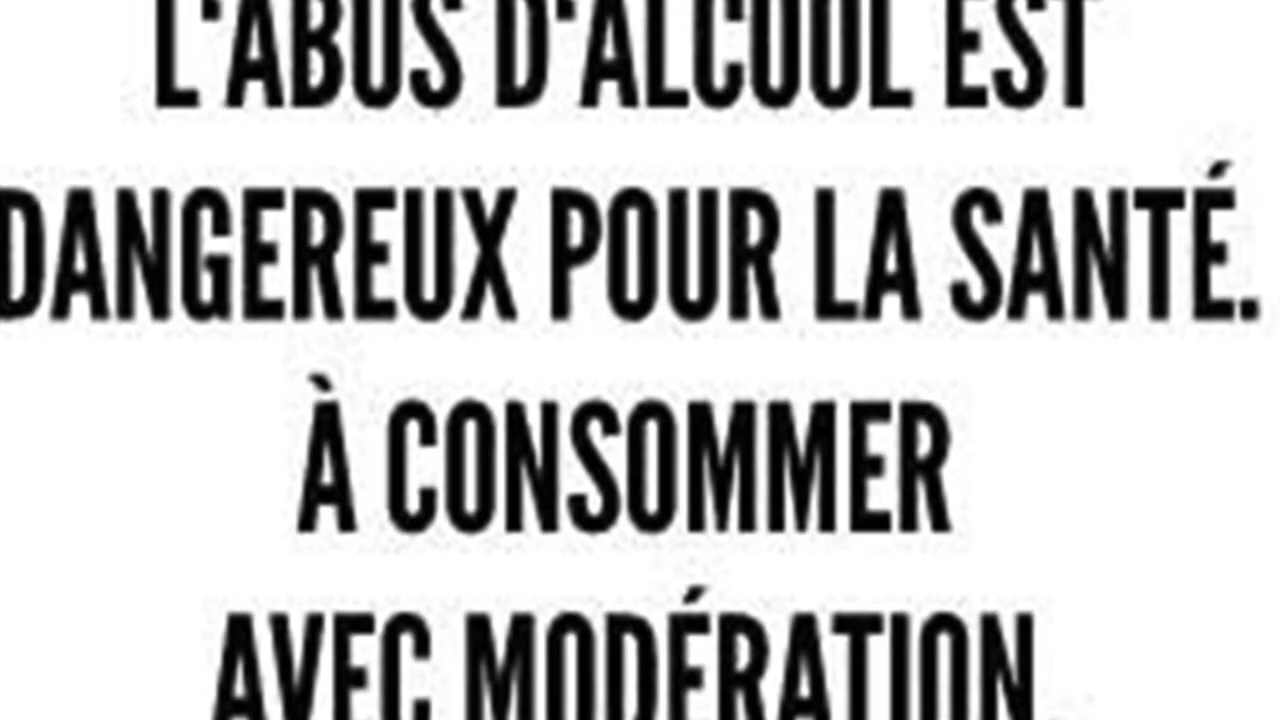 L'ABUS D'ALCOOL EST
DANGEREUX POUR LA SANTÉ.
À CONSOMMER
AVEC MODÉRATION.